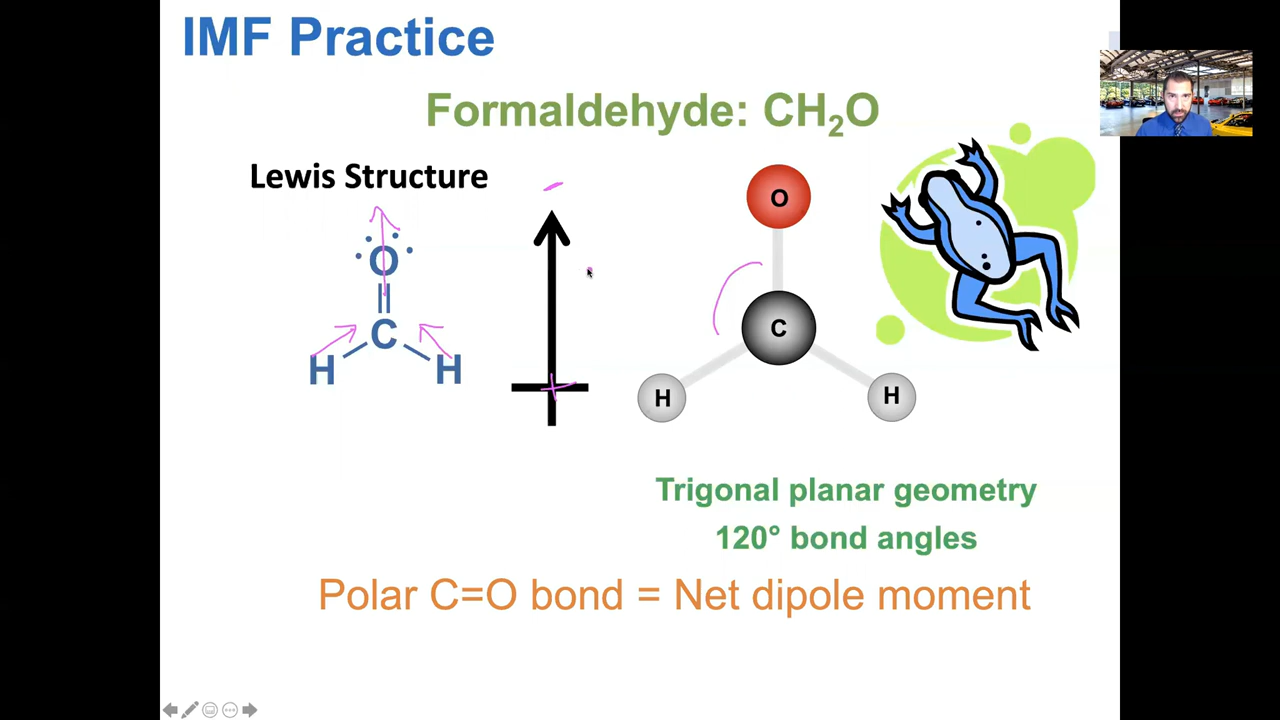 IMF Practice
Formaldehyde: CH₂O
Lewis Structure
O
C
H H
O
C
H H
Trigonal planar geometry
120° bond angles
Polar C=O bond = Net dipole moment